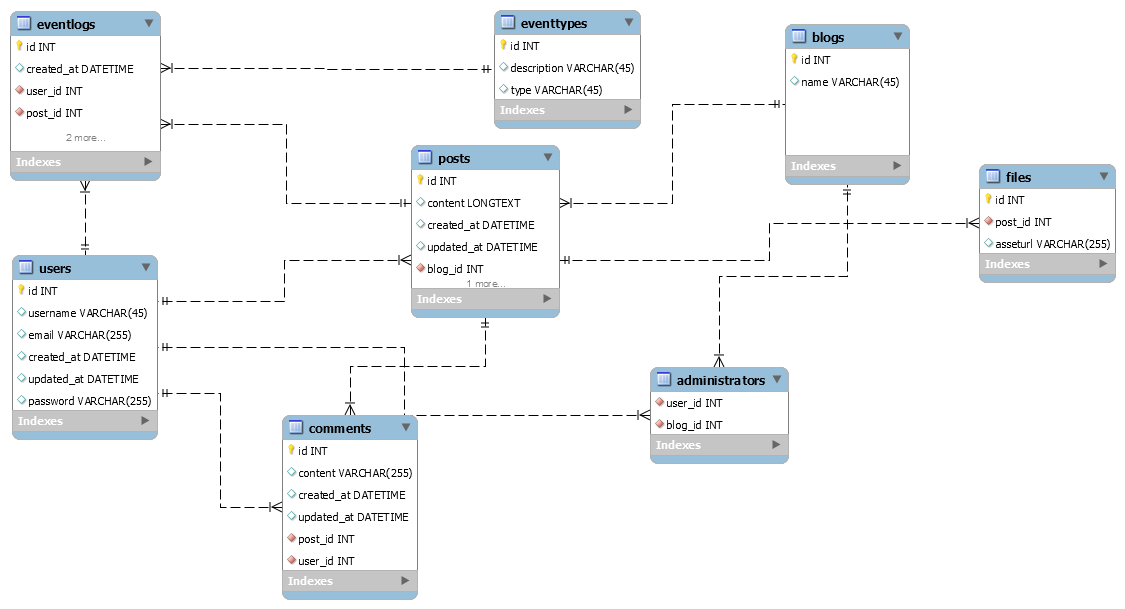 eventlogs
id INT
created_at DATETIME
user_id INT
post_id INT
2 more...
Indexes
eventtypes
id INT
description VARCHAR(45)
type VARCHAR(45)
Indexes
blogs
id INT
name VARCHAR(45)
Indexes
posts
id INT
content LONGTEXT
created_at DATETIME
updated_at DATETIME
blog_id INT
1 more...
Indexes
files
id INT
post_id INT
asseturl VARCHAR(255)
Indexes
users
id INT
username VARCHAR(45)
email VARCHAR(255)
created_at DATETIME
updated_at DATETIME
password VARCHAR(255)
Indexes
administrators
user_id INT
blog_id INT
Indexes
comments
id INT
content VARCHAR(255)
created_at DATETIME
updated_at DATETIME
post_id INT
user_id INT
Indexes